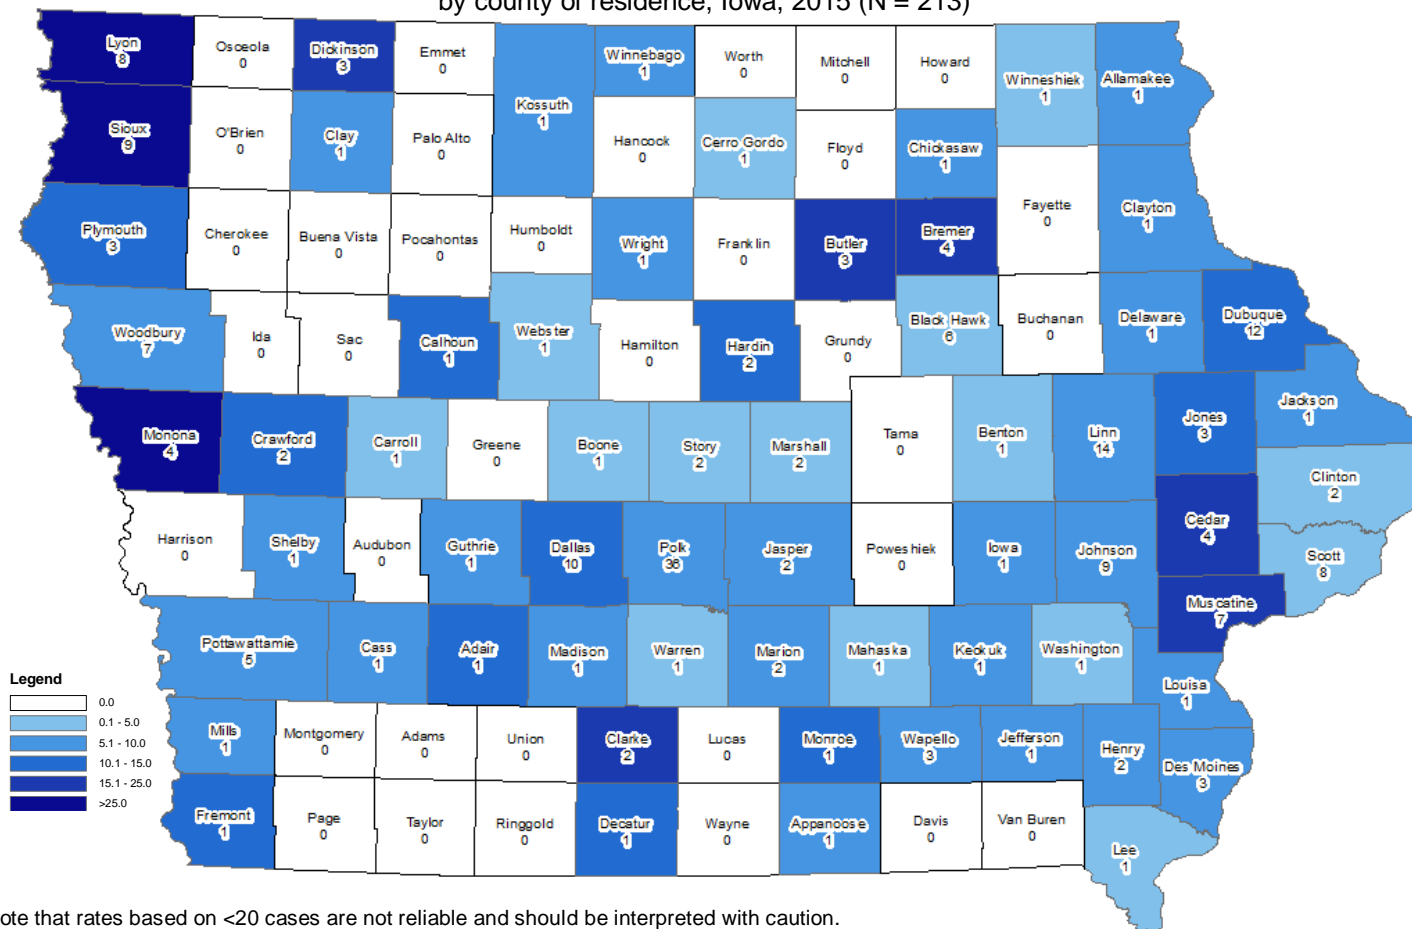 by county of residence, Iowa, 2015 (N = 213)
Lyon
8
Osceola
0
Dickinson
3
Emmet
0
Kossuth
1
Winnebago
1
Worth
0
Mitchell
0
Howard
0
Winneshiek
1
Allamakee
1
Sioux
9
O'Brien
0
Clay
1
Palo Alto
0
Hancock
0
Cerro Gordo
1
Floyd
0
Chickasaw
1
Plymouth
3
Cherokee
0
Buena Vista
0
Pocahontas
0
Humboldt
0
Wright
1
Franklin
0
Butler
3
Bremer
4
Fayette
0
Clayton
1
Woodbury
7
Ida
0
Sac
0
Calhoun
1
Webster
1
Hamilton
0
Hardin
2
Grundy
0
Black Hawk
6
Buchanan
0
Delaware
1
Dubuque
12
Monona
4
Crawford
2
Carroll
1
Greene
0
Boone
1
Story
2
Marshall
2
Tama
0
Benton
1
Linn
14
Jones
3
Jackson
1
Clinton
2
Harrison
0
Shelby
1
Audubon
0
Guthrie
1
Dallas
10
Polk
36
Jasper
2
Poweshiek
0
Iowa
1
Johnson
9
Cedar
4
Scott
8
Muscatine
7
Pottawattamie
5
Cass
1
Adair
1
Madison
1
Warren
1
Marion
2
Mahaska
1
Keokuk
1
Washington
1
Louisa
1
Mills
1
Montgomery
0
Adams
0
Union
0
Clarke
2
Lucas
0
Monroe
1
Wapello
3
Jefferson
1
Henry
2
Des Moines
3
Fremont
1
Page
0
Taylor
0
Ringgold
0
Decatur
1
Wayne
0
Appanoose
1
Davis
0
Van Buren
0
Lee
1
Legend
0.0
0.1 - 5.0
5.1 - 10.0
10.1 - 15.0
15.1 - 25.0
>25.0
ote that rates based on <20 cases are not reliable and should be interpreted with caution.